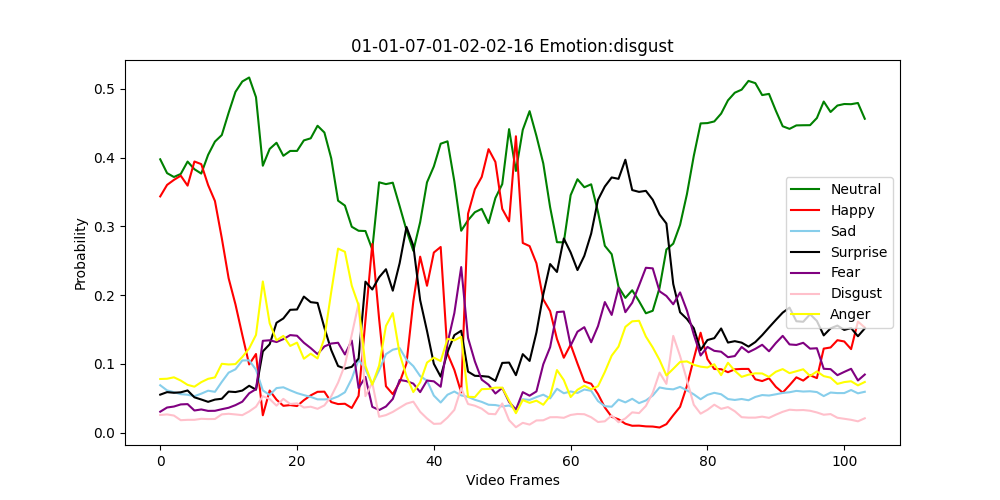 01-01-07-01-02-02-16 Emotion:disgust
Probability
0.5
0.4
0.3
0.2
0.1
0.0
0 20 40 60 80 100
Video Frames
Neutral
Happy
Sad
Surprise
Fear
Disgust
Anger